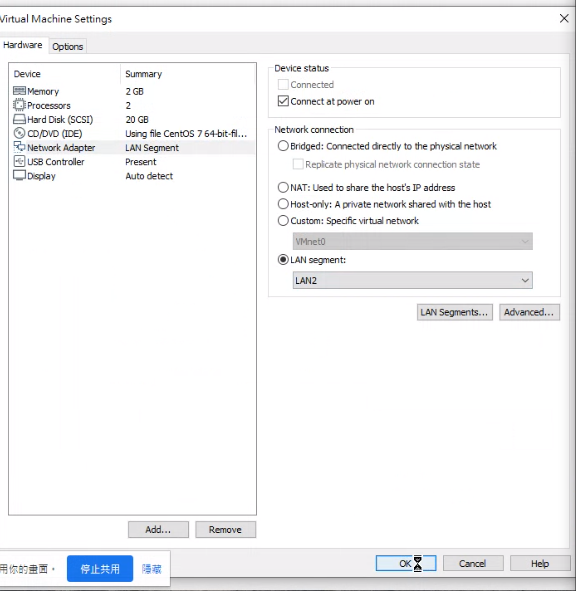 Virtual Machine Settings
Hardware
Options
Device Summary
Memory 2 GB
Processors 2
Hard Disk (SCSI) 20 GB
CD/DVD (IDE) Using file CentOS 7 64-bit-fil...
Network Adapter LAN Segment
USB Controller Present
Display Auto detect
Add...
Remove
Device status
Connected
Connect at power on
Network connection
Bridged: Connected directly to the physical network
Replicate physical network connection state
NAT: Used to share the host's IP address
Host-only: A private network shared with the host
Custom: Specific virtual network
VMnet0
LAN segment:
LAN2
LAN Segments...
Advanced...
用你的畫面。
停止共用
隱藏
OK
Cancel
Help